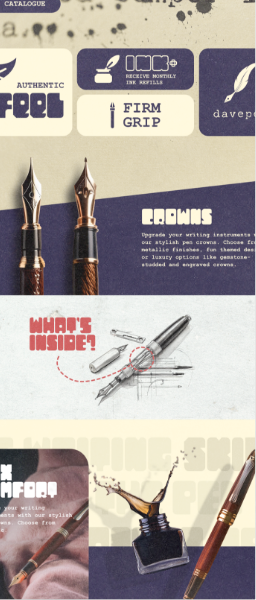 CATALOGUE
AUTHENTIC
FEEL
INK+
RECEIVE MONTHLY
INK REFILLS
FIRM
GRIP
davepe
CROWNS
Upgrade your writing instruments
our stylish pen crowns. Choose fr
metallic finishes, fun themed des
or luxury options like gemstone-
studded and engraved crowns.
WHAT'S
INSIDE?
your writing
ments with our stylish
wns. Choose from
s